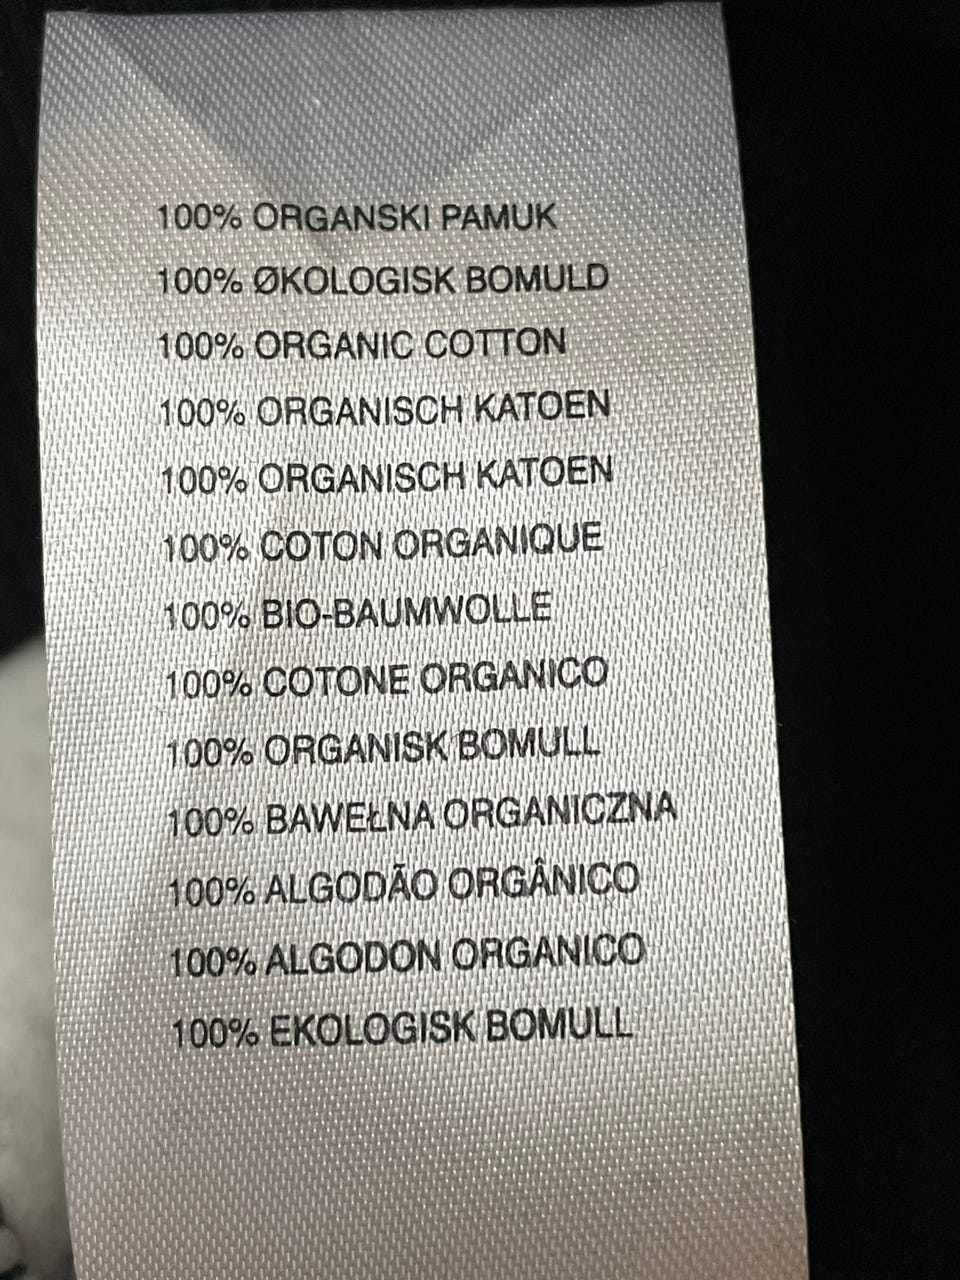 100% ORGANSKI PAMUK
100% ØKOLOGISK BOMULD
100% ORGANIC COTTON
100% ORGANISCH KATOEN
100% ORGANISCH KATOEN
100% COTON ORGANIQUE
100% BIO-BAUMWOLLE
100% COTONE ORGANICO
100% ORGANISK BOMULL
100% BAWEŁNA ORGANICZNA
100% ALGODÃO ORGÂNICO
100% ALGODON ORGANICO
100% EKOLOGISK BOMULL